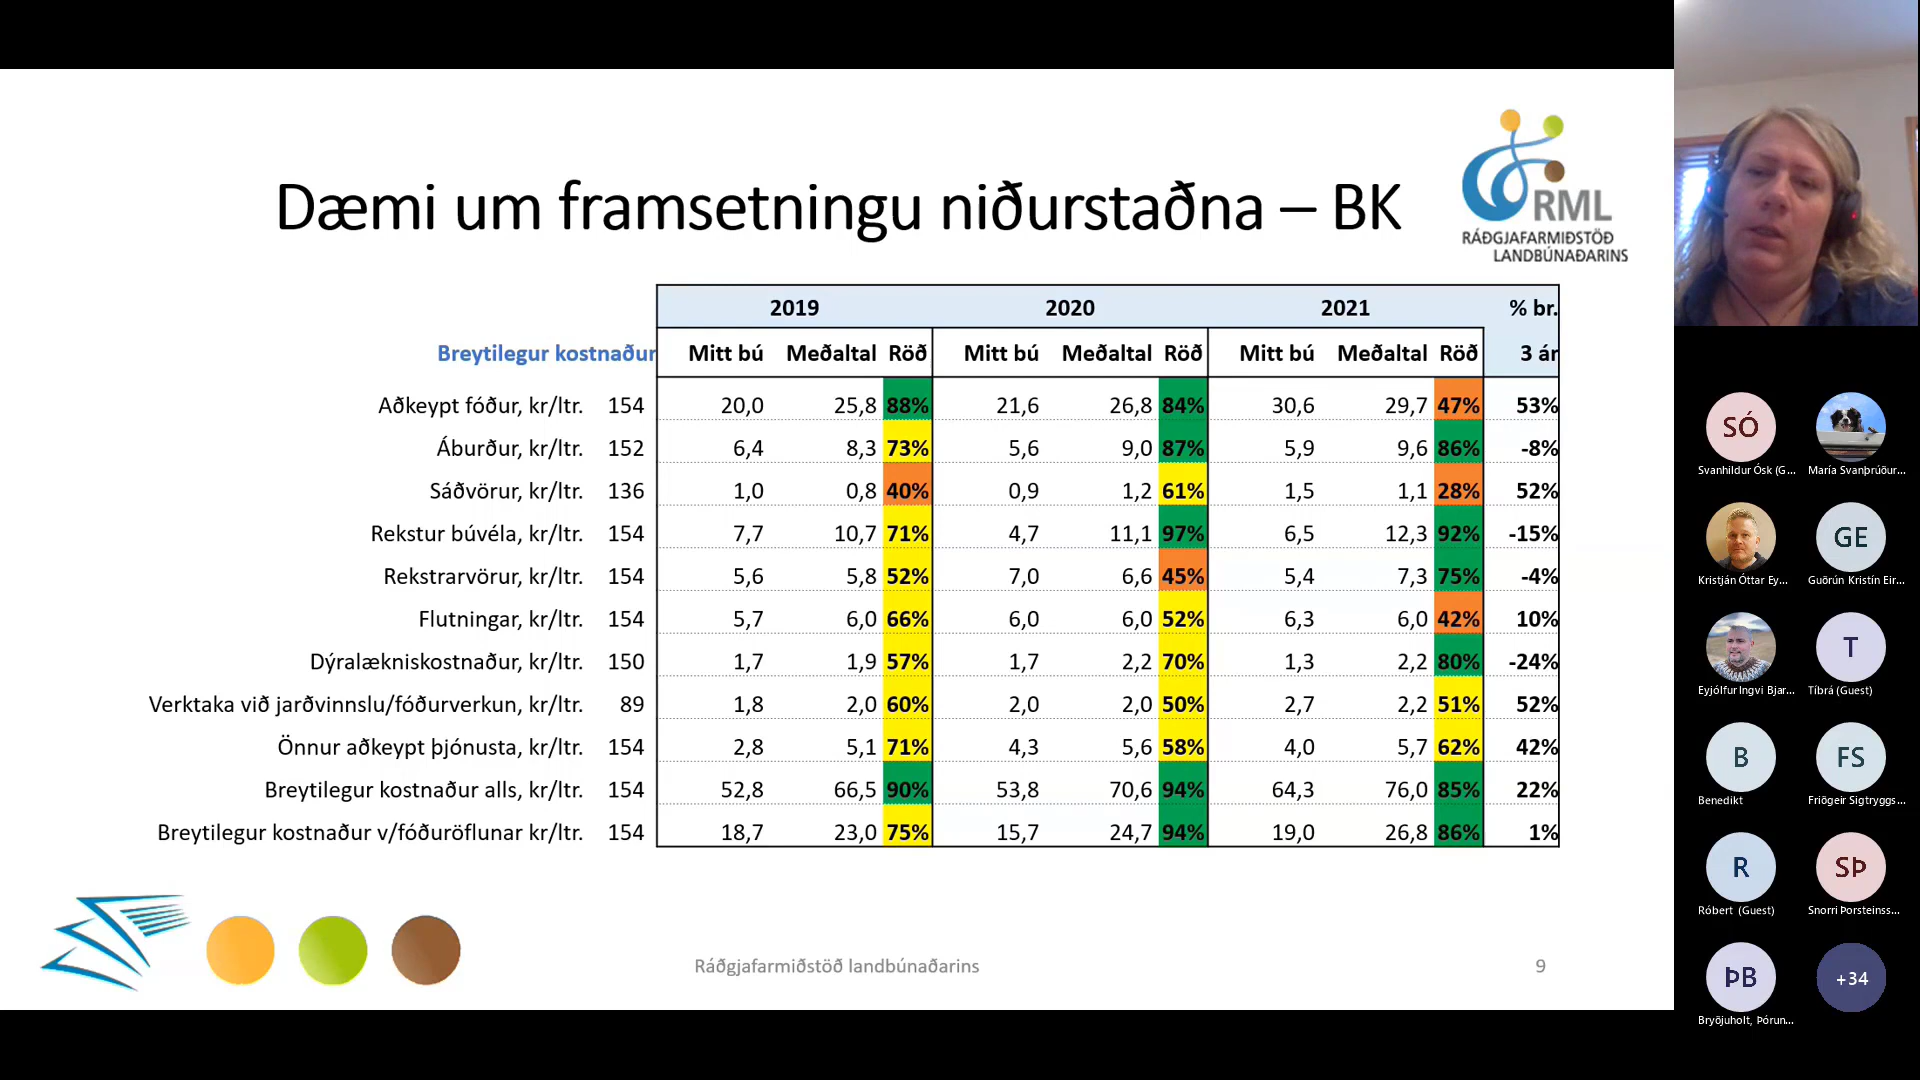 Dæmi um framsetningu niðurstaðna – BK
RML
RÁÐGJAFARMIÐSTÖÐ
LANDBÚNAÐARINS
2019 2020 2021 % br.
Breytilegur kostnaður Mitt bú Meðaltal Röð Mitt bú Meðaltal Röð Mitt bú Meðaltal Röð 3 ár
Aðkeypt fóður, kr/ltr. 154 20,0 25,8 88% 21,6 26,8 84% 30,6 29,7 47% 53%
Áburður, kr/ltr. 152 6,4 8,3 73% 5,6 9,0 87% 5,9 9,6 86% -8%
Sáðvörur, kr/ltr. 136 1,0 0,8 40% 0,9 1,2 61% 1,5 1,1 28% 52%
Rekstur búvéla, kr/ltr. 154 7,7 10,7 71% 4,7 11,1 97% 6,5 12,3 92% -15%
Rekstrarvörur, kr/ltr. 154 5,6 5,8 52% 7,0 6,6 45% 5,4 7,3 75% -4%
Flutningar, kr/ltr. 154 5,7 6,0 66% 6,0 6,0 52% 6,3 6,0 42% 10%
Dýralækniskostnaður, kr/ltr. 150 1,7 1,9 57% 1,7 2,2 70% 1,3 2,2 80% -24%
Verktaka við jarðvinnslu/fóðurverkun, kr/ltr. 89 1,8 2,0 60% 2,0 2,0 50% 2,7 2,2 51% 52%
Önnur aðkeypt þjónusta, kr/ltr. 154 2,8 5,1 71% 4,3 5,6 58% 4,0 5,7 62% 42%
Breytilegur kostnaður alls, kr/ltr. 154 52,8 66,5 90% 53,8 70,6 94% 64,3 76,0 85% 22%
Breytilegur kostnaður v/fóðuröflunar kr/ltr. 154 18,7 23,0 75% 15,7 24,7 94% 19,0 26,8 86% 1%
Ráðgjafarmiðstöð landbúnaðarins
9
SÓ
Svanhildur Ósk (G... María Svanþrúður...
GE
Kristján Óttar Ey... Guðrún Kristín Eir...
T
Eyjólfur Ingvi Bjar... Tíbrá (Guest)
B FS
Benedikt Friðgeir Sigtryggs...
R SÞ
Róbert (Guest) Snorri Þorsteinss...
ÞB +34
Bryðjuholt, Þórun...